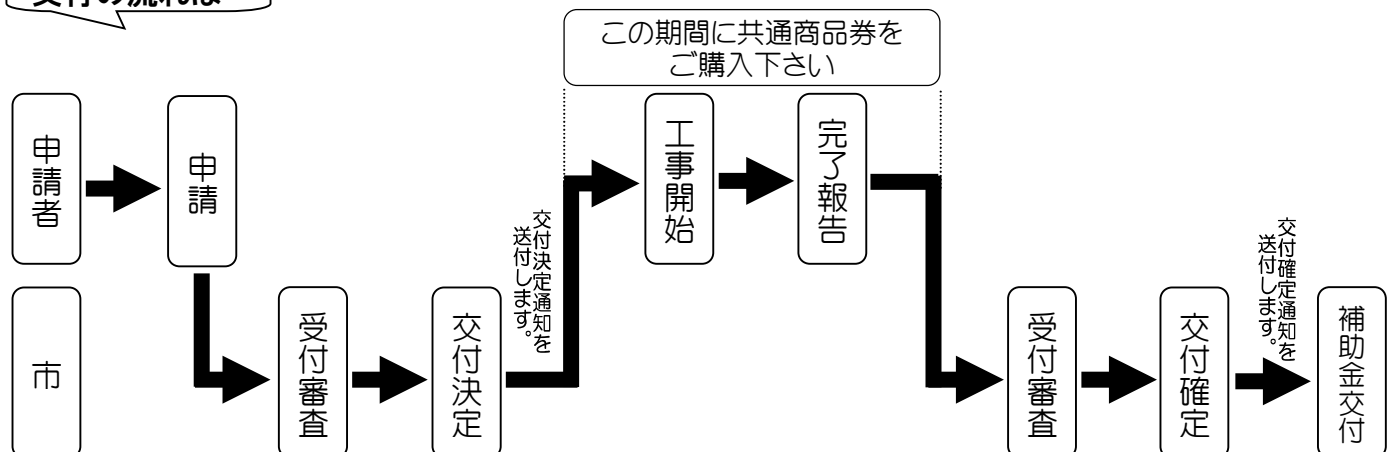 交付の流れは
この期間に共通商品券を
ご購入下さい
申請者
申請
工事開始
完了報告
交付決定通知を
送付します。
交付確定通知を
送付します。
市
受付審査
交付決定
受付審査
交付確定
補助金交付